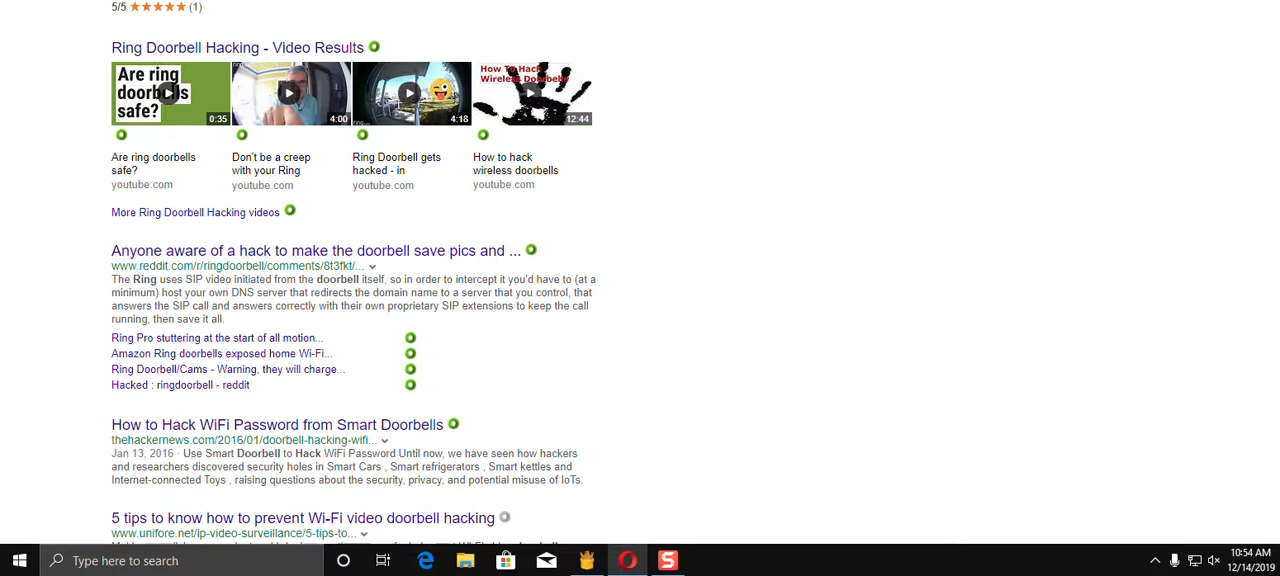 5/5 ★★★★★ (1)
Ring Doorbell Hacking - Video Results
Are ring
doorbells
safe?
0:35
4:00
4:18
How To Hack
Wireless Doorbells
12:44
Are ring doorbells
safe?
youtube.com
Don't be a creep
with your Ring
youtube.com
Ring Doorbell gets
hacked - in
youtube.com
How to hack
wireless doorbells
youtube.com
More Ring Doorbell Hacking videos
Anyone aware of a hack to make the doorbell save pics and ...
www.reddit.com/r/ringdoorbell/comments/8t3fkt/...
The Ring uses SIP video initiated from the doorbell itself, so in order to intercept it you'd have to (at a
minimum) host your own DNS server that redirects the domain name to a server that you control, that
answers the SIP call and answers correctly with their own proprietary SIP extensions to keep the call
running, then save it all.
Ring Pro stuttering at the start of all motion...
Amazon Ring doorbells exposed home Wi-Fi...
Ring Doorbell/Cams - Warning, they will charge...
Hacked : ringdoorbell - reddit
How to Hack WiFi Password from Smart Doorbells
thehackernews.com/2016/01/doorbell-hacking-wifi...
Jan 13, 2016 · Use Smart Doorbell to Hack WiFi Password Until now, we have seen how hackers
and researchers discovered security holes in Smart Cars , Smart refrigerators , Smart kettles and
Internet-connected Toys , raising questions about the security, privacy, and potential misuse of IoTs.
5 tips to know how to prevent Wi-Fi video doorbell hacking
www.unifore.net/ip-video-surveillance/5-tips-to...
Type here to search
10:54 AM
12/14/2019